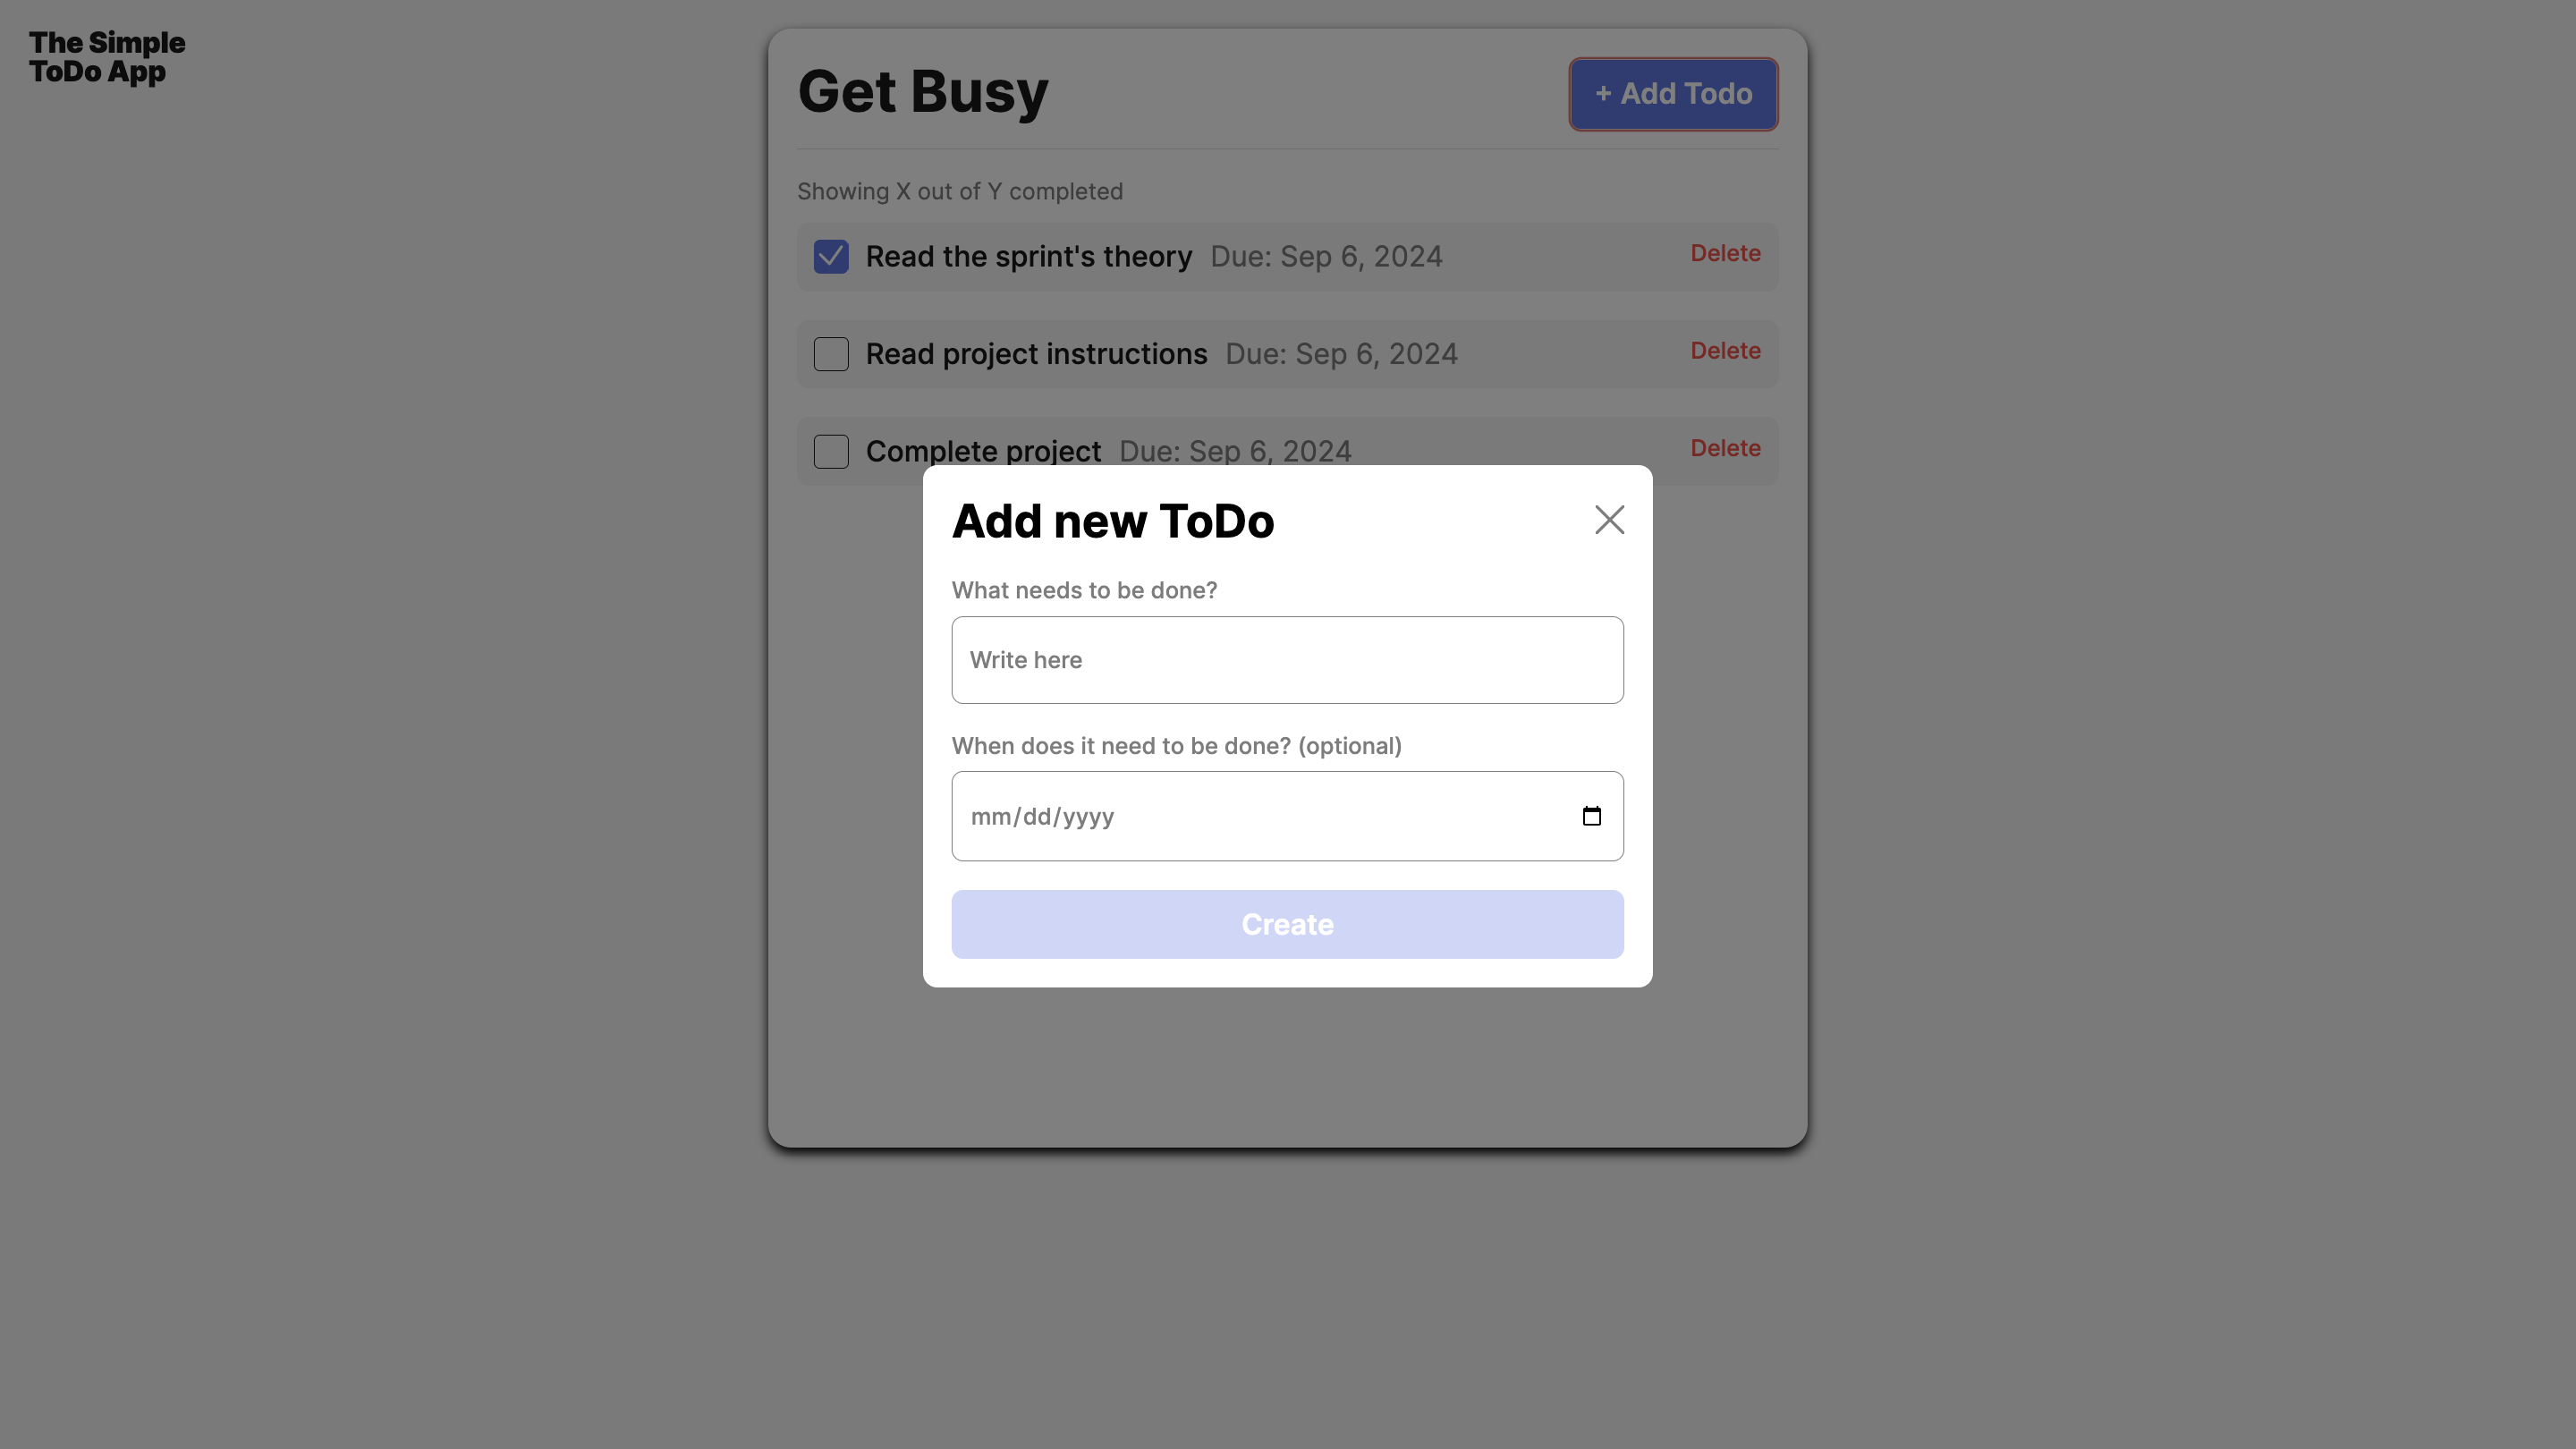 The Simple
ToDo App
Get Busy
+ Add Todo
Showing X out of Y completed
Read the sprint's theory Due: Sep 6, 2024 Delete
Read project instructions Due: Sep 6, 2024 Delete
Complete project Due: Sep 6, 2024 Delete
Add new ToDo
What needs to be done?
Write here
When does it need to be done? (optional)
mm/dd/yyyy
Create